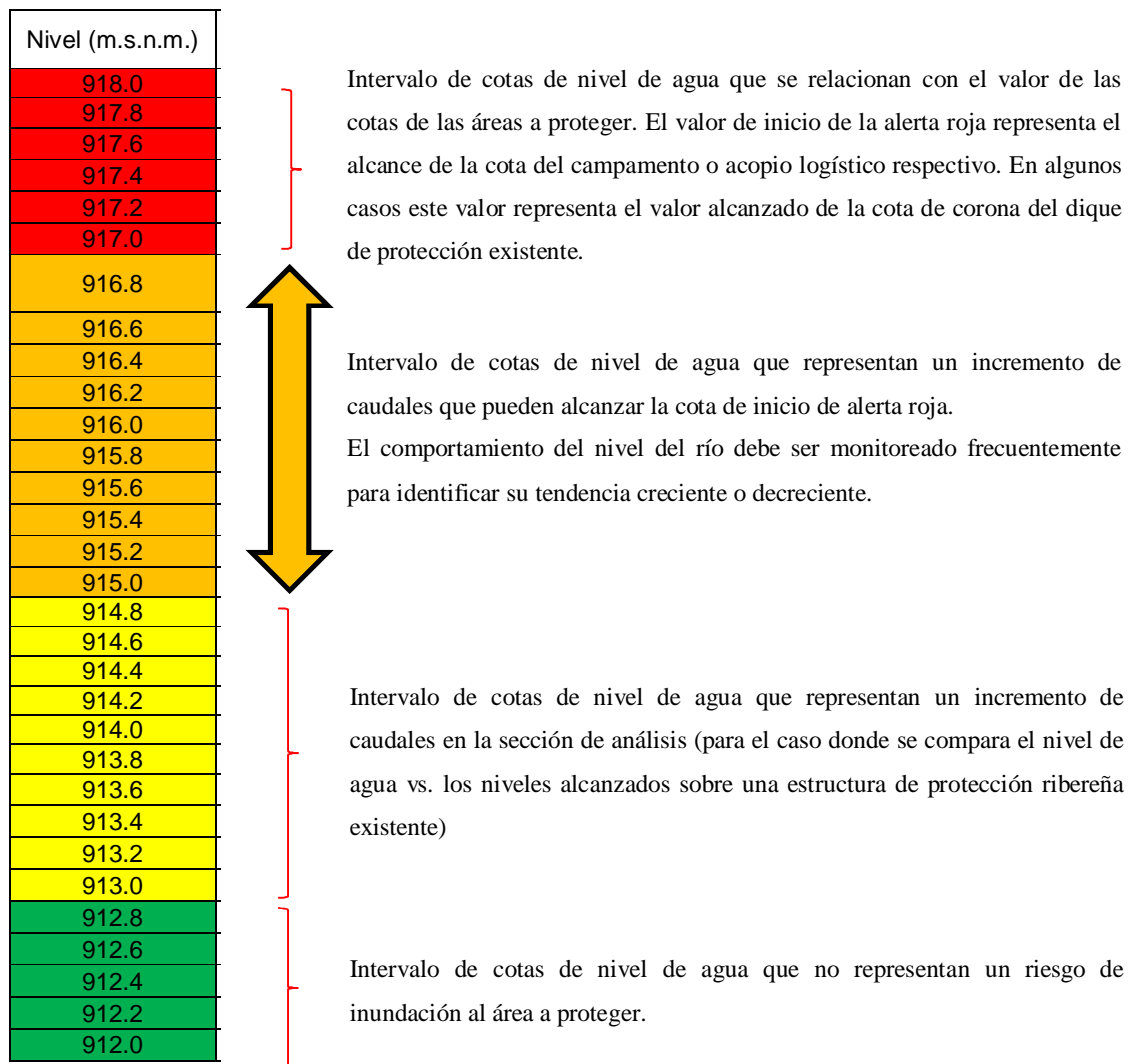 Nivel (m.s.n.m.)
918.0
917.8
917.6
917.4
917.2
917.0
916.8
916.6
916.4
916.2
916.0
915.8
915.6
915.4
915.2
915.0
914.8
914.6
914.4
914.2
914.0
913.8
913.6
913.4
913.2
913.0
912.8
912.6
912.4
912.2
912.0
Intervalo de cotas de nivel de agua que se relacionan con el valor de las
cotas de las áreas a proteger. El valor de inicio de la alerta roja representa el
alcance de la cota del campamento o acopio logístico respectivo. En algunos
casos este valor representa el valor alcanzado de la cota de corona del dique
de protección existente.
Intervalo de cotas de nivel de agua que representan un incremento de
caudales que pueden alcanzar la cota de inicio de alerta roja.
El comportamiento del nivel del río debe ser monitoreado frecuentemente
para identificar su tendencia creciente o decreciente.
Intervalo de cotas de nivel de agua que representan un incremento de
caudales en la sección de análisis (para el caso donde se compara el nivel de
agua vs. los niveles alcanzados sobre una estructura de protección ribereña
existente)
Intervalo de cotas de nivel de agua que no representan un riesgo de
inundación al área a proteger.